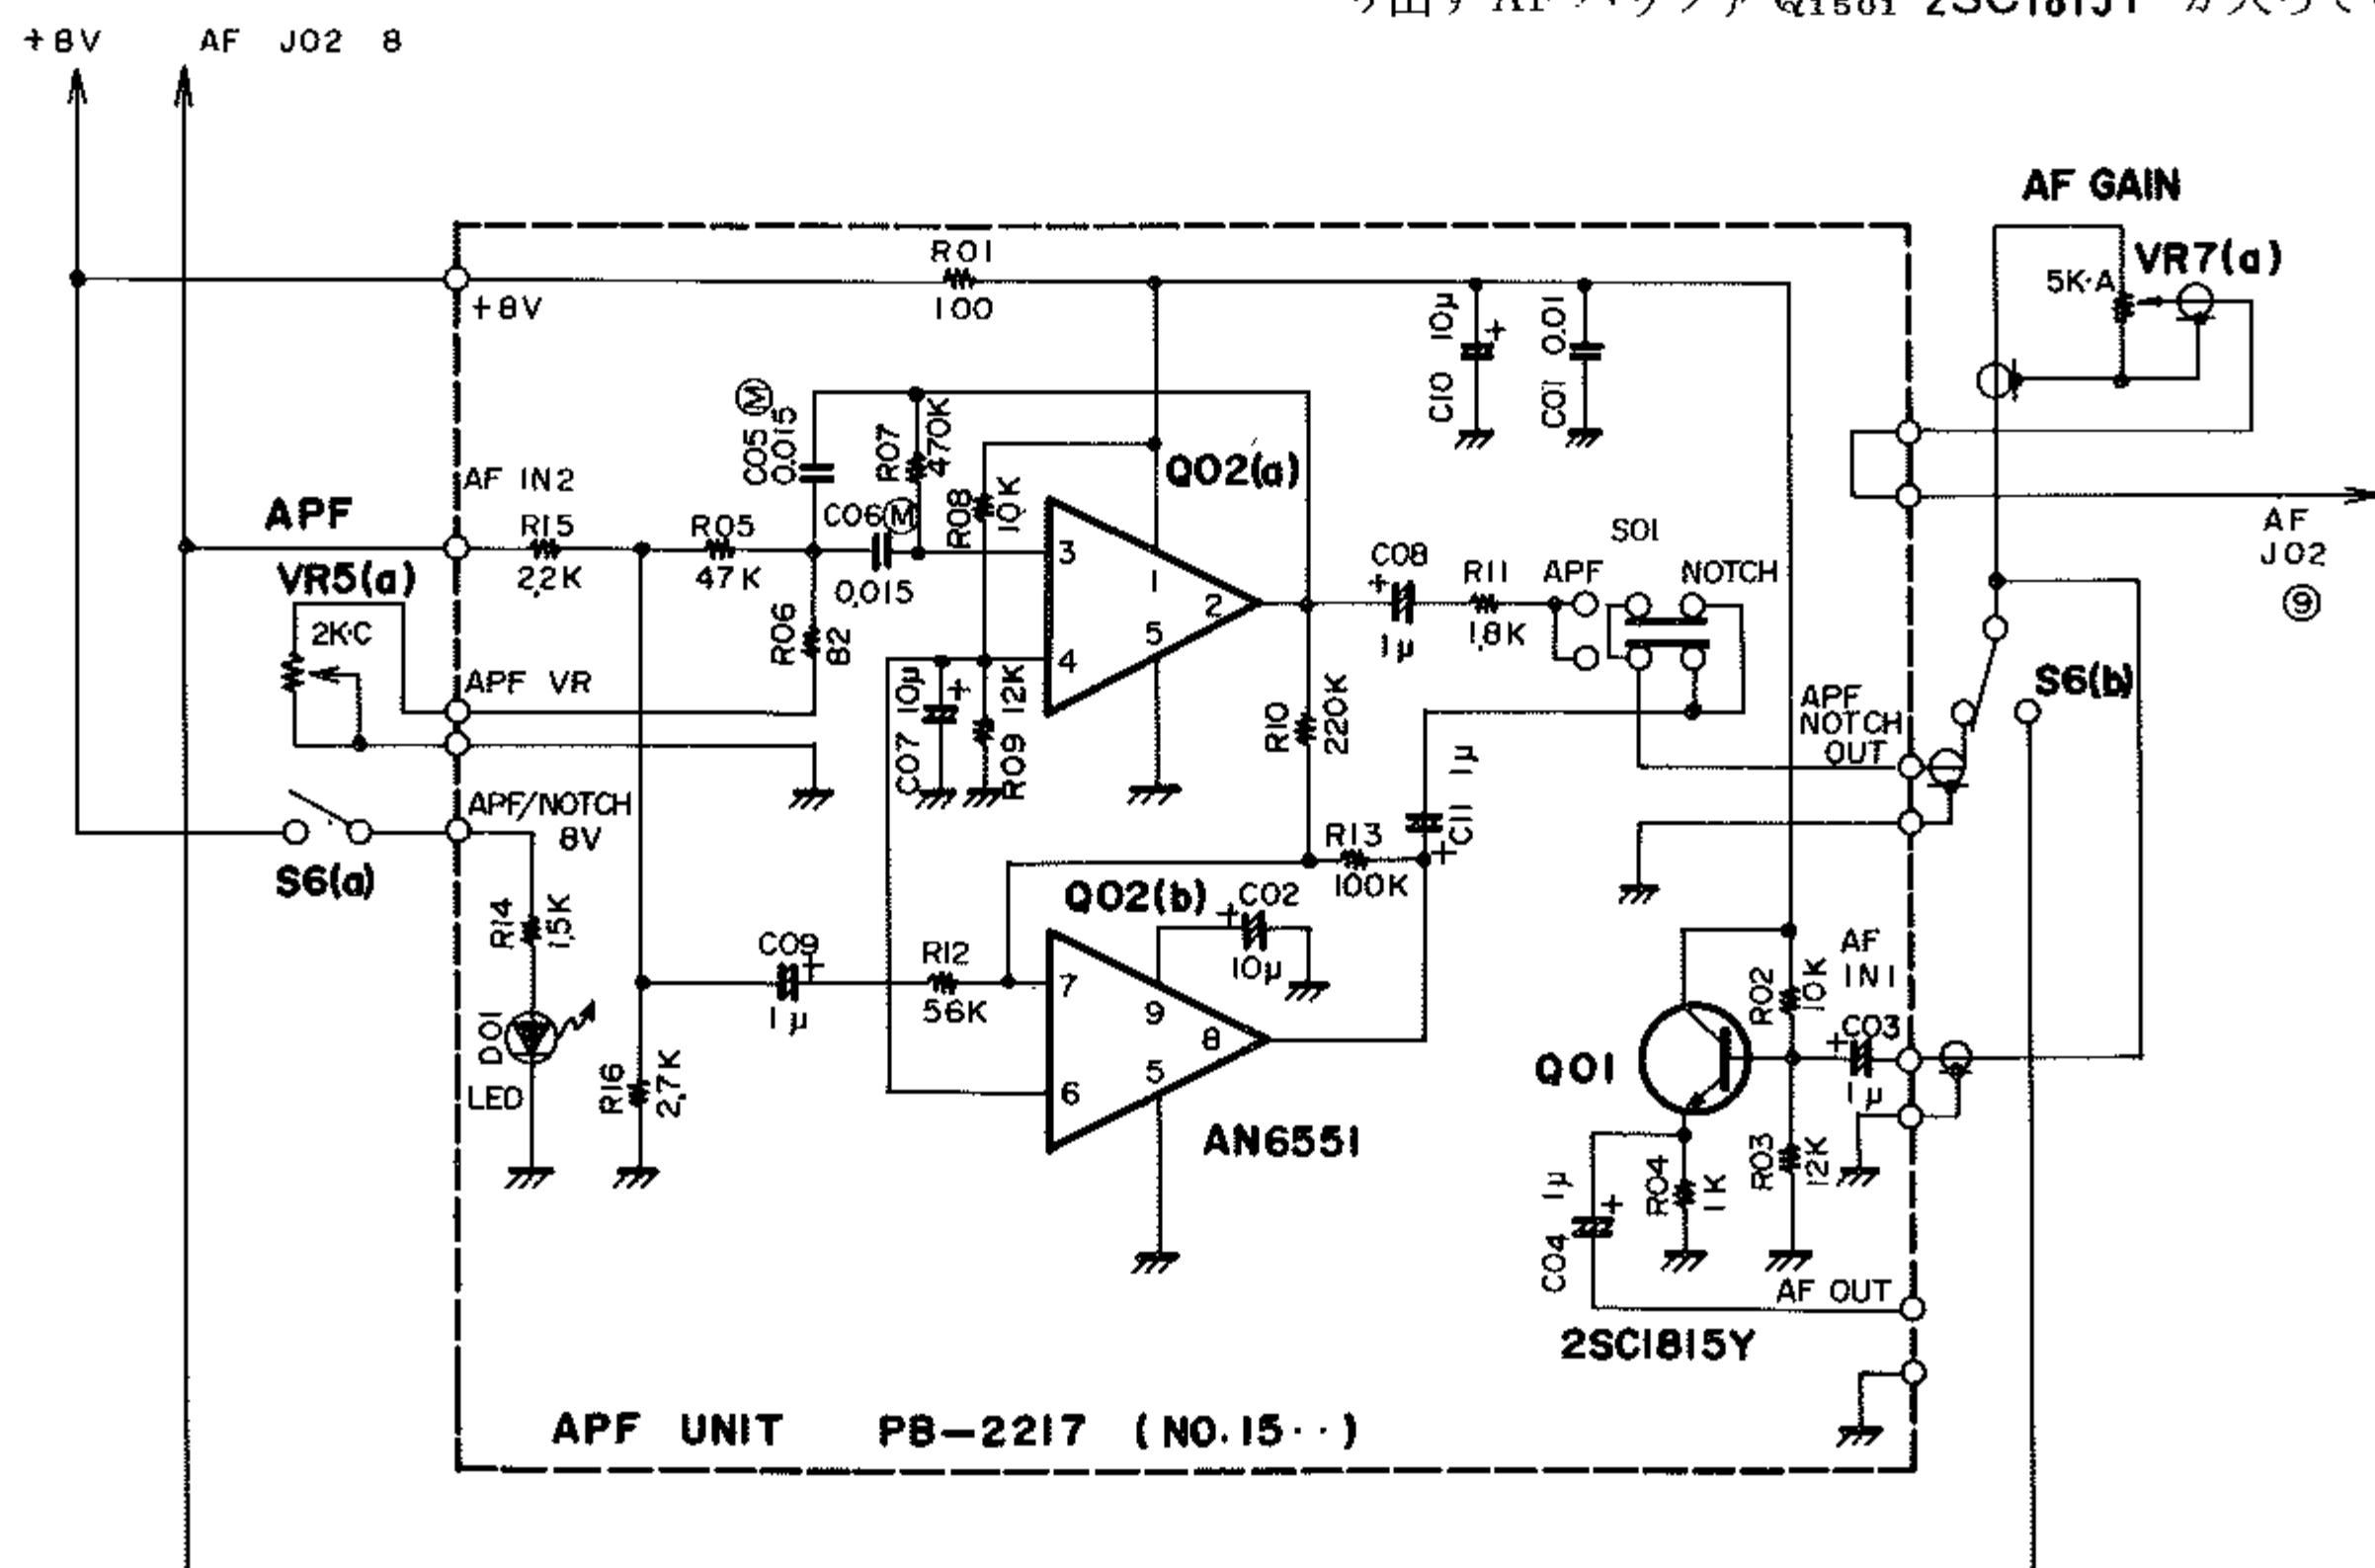 2SC1815Y
+8V
AF J02 8
AF GAIN
VR7(a)
5K·A
R01
100
+8V
10μ
+
C10
0.01
C01
M
C05
0.015
R07
470K
Q02(a)
AF IN2
APF
R15
2.2K
R05
47K
C06 M
0.015
R08
10K
3
1
2
5
4
C08
+
1μ
R11
1.8K
S01
APF
NOTCH
AF
J02
9
VR5(a)
2K·C
R06
82
APF VR
10μ
+
C07
12K
R09
R10
220K
APF
NOTCH
OUT
S6(b)
APF/NOTCH
8V
S6(a)
1μ
C11
+
R13
100K
Q02(b)
C02
+
10μ
R14
1.5K
C09
+
1μ
R12
56K
7
9
8
5
6
AF
IN1
R02
10K
C03
+
1μ
D01
LED
R16
2.7K
Q01
AN6551
R03
12K
R04
1K
1μ
+
C04
AF OUT
2SC1815Y
APF UNIT PB-2217 (NO.15··)